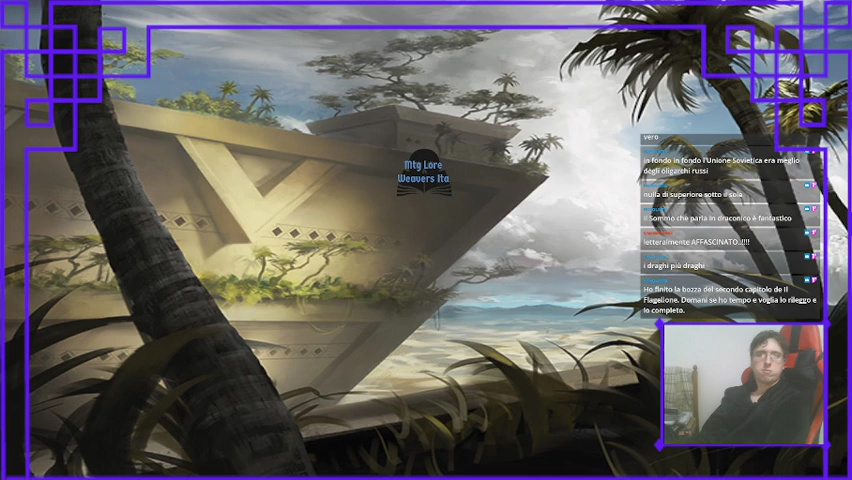 Mtg Lore
Weavers Ita
vero
in fondo in fondo l'Unione Sovietica era meglio
degli oligarchi russi
nulla di superiore sotto il sole
il Sommo che parla in draconico è fantastico
letteralmente AFFASCINATO..!!!!
i draghi più draghi
Ho finito la bozza del secondo capitolo de Il
Flagellone. Domani se ho tempo e voglia lo rileggo e
lo completo.